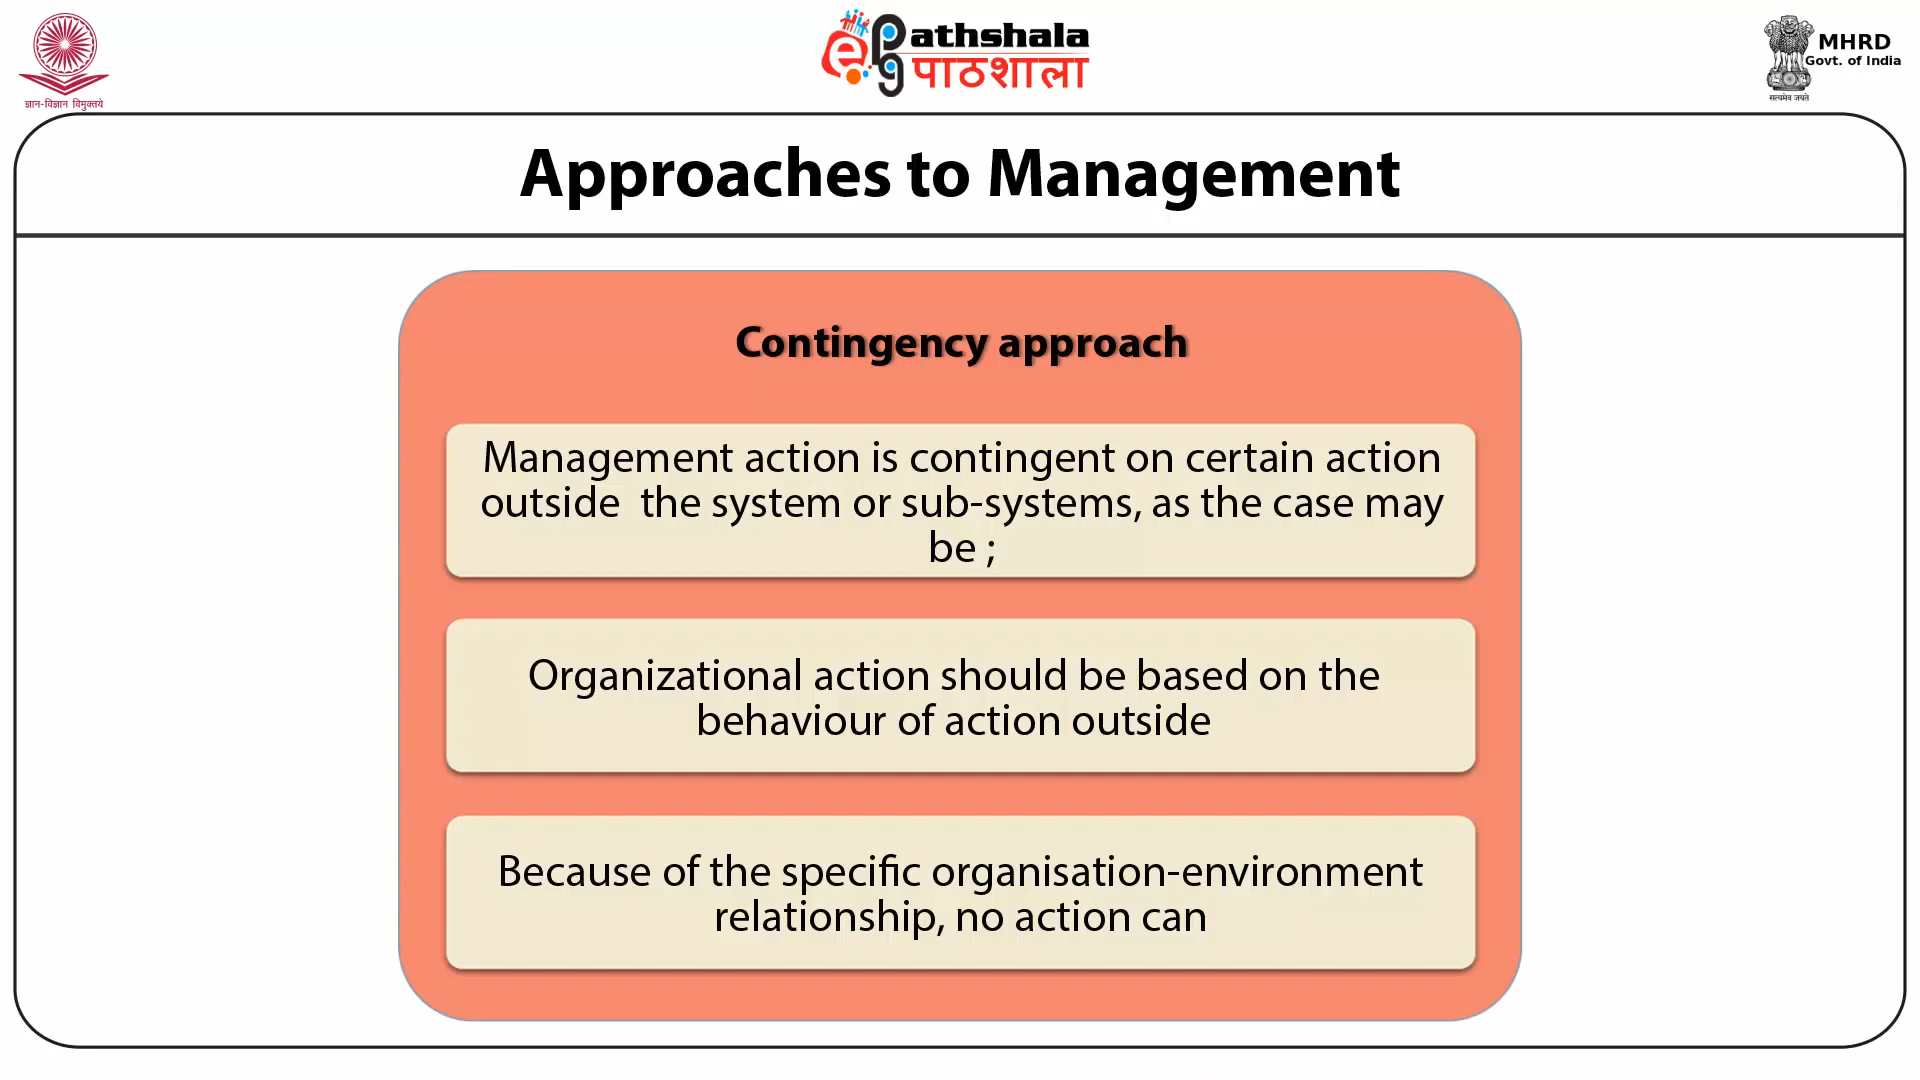 ज्ञान-विज्ञान विमुक्तये
ePathshala
पाठशाला
MHRD
Govt. of India
सत्यमेव जयते
Approaches to Management
Contingency approach
Management action is contingent on certain action
outside the system or sub-systems, as the case may
be ;
Organizational action should be based on the
behaviour of action outside
Because of the specific organisation-environment
relationship, no action can